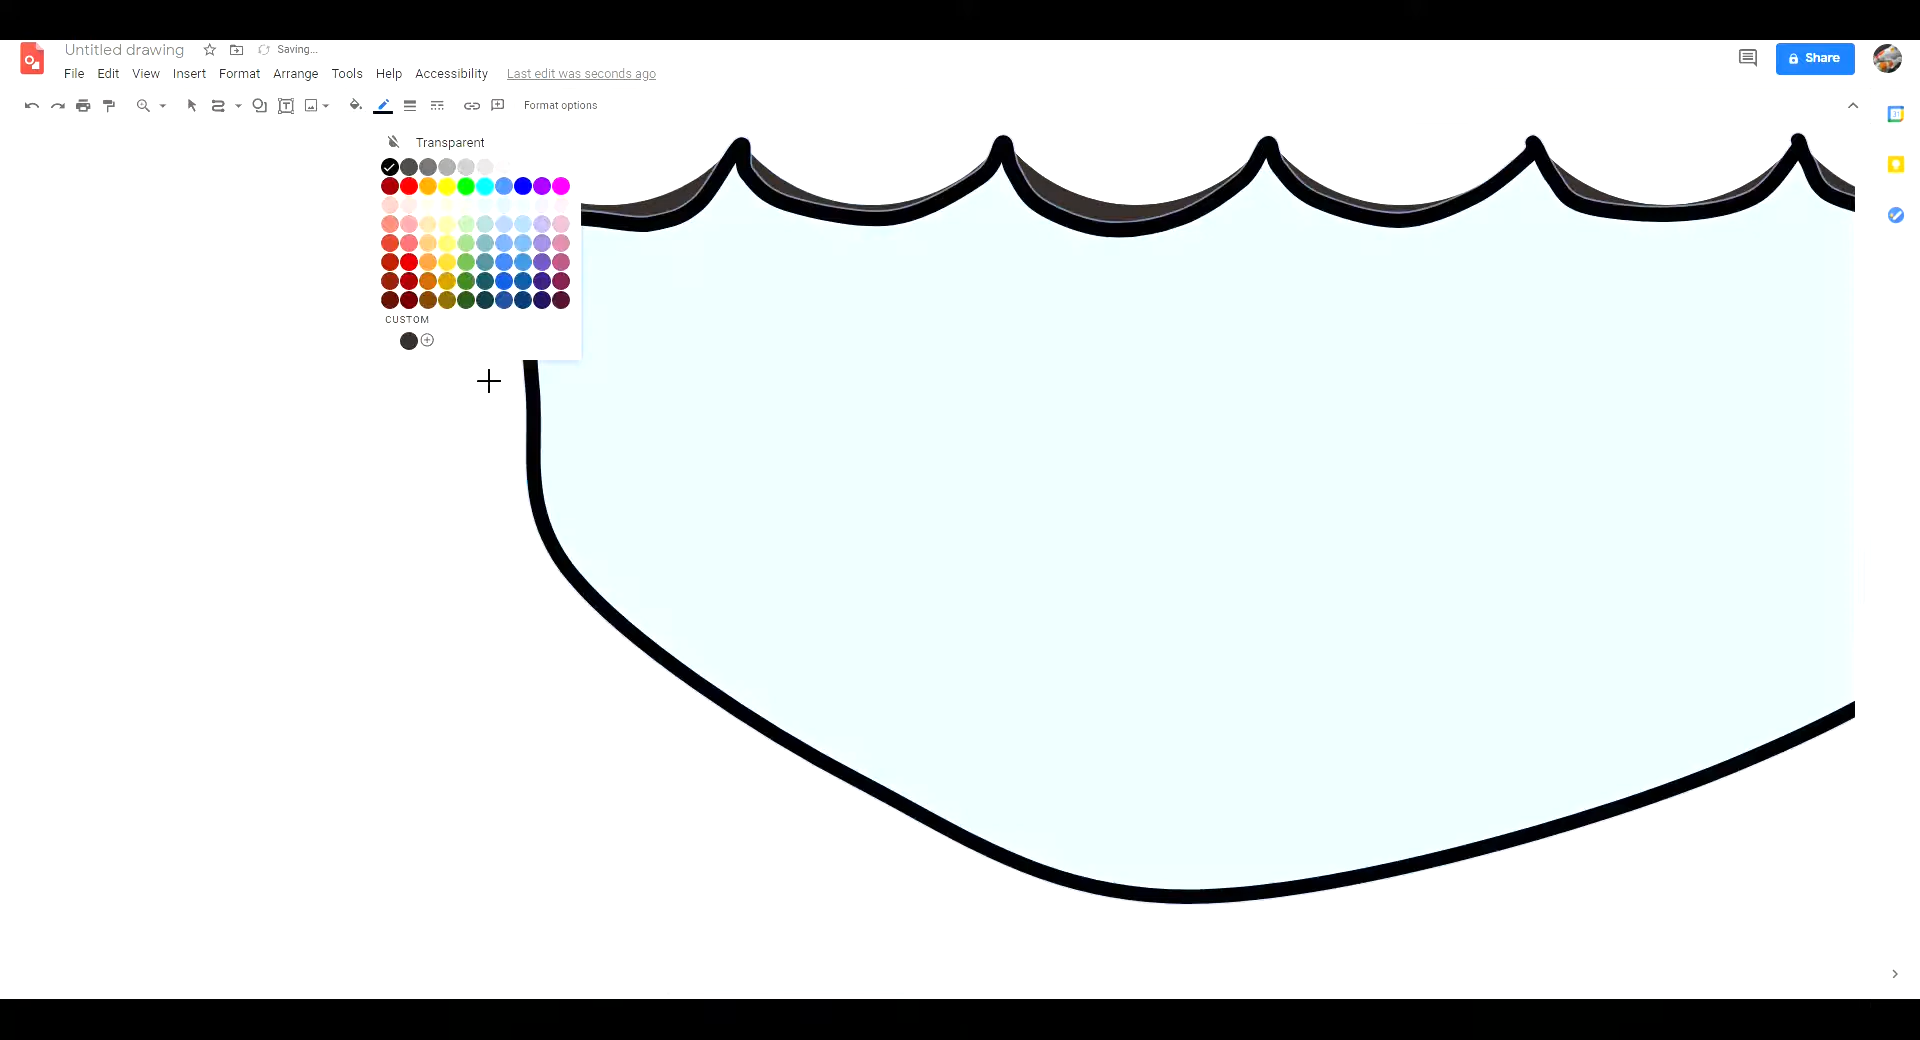 Untitled drawing Saving...
File Edit View Insert Format Arrange Tools Help Accessibility Last edit was seconds ago
Share
Format options
Transparent
CUSTOM
31